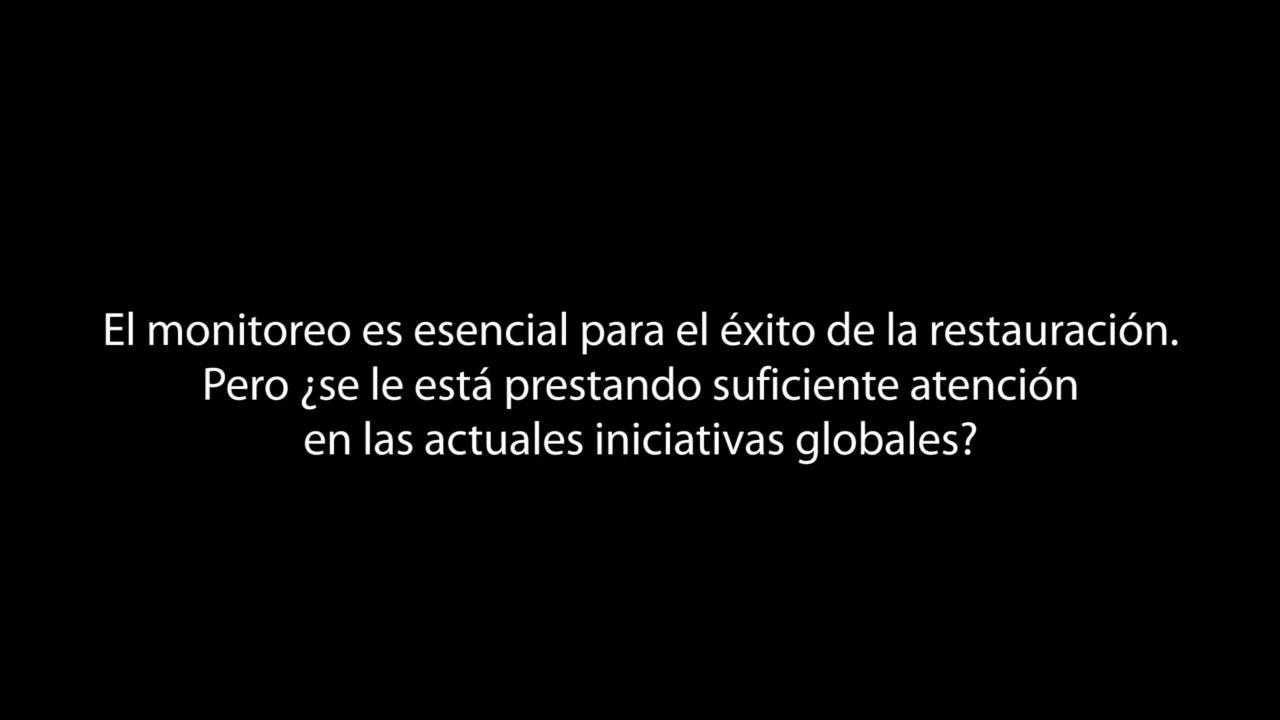 El monitoreo es esencial para el éxito de la restauración.
Pero ¿se le está prestando suficiente atención
en las actuales iniciativas globales?